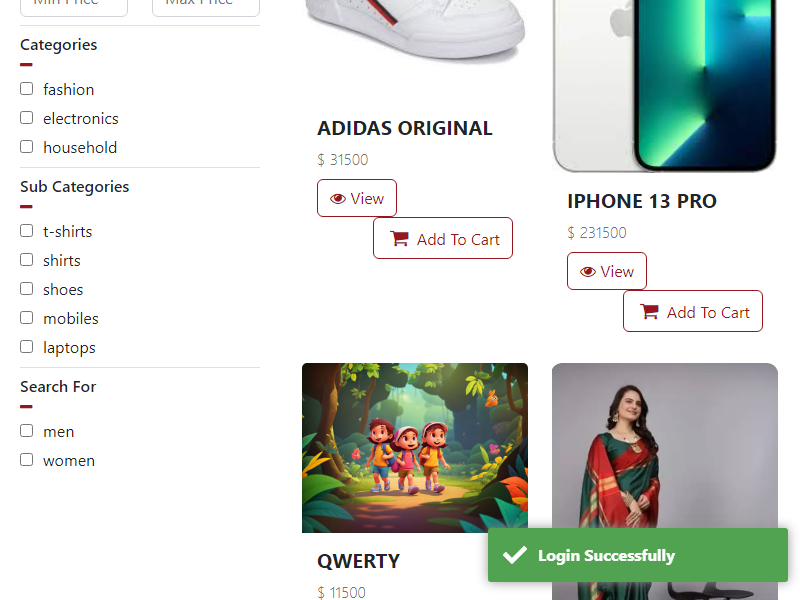 Min Price
Max Price
Categories
fashion
electronics
household
Sub Categories
t-shirts
shirts
shoes
mobiles
laptops
Search For
men
women
ADIDAS ORIGINAL
$ 31500
View
Add To Cart
IPHONE 13 PRO
$ 231500
View
Add To Cart
QWERTY
$ 11500
Login Successfully